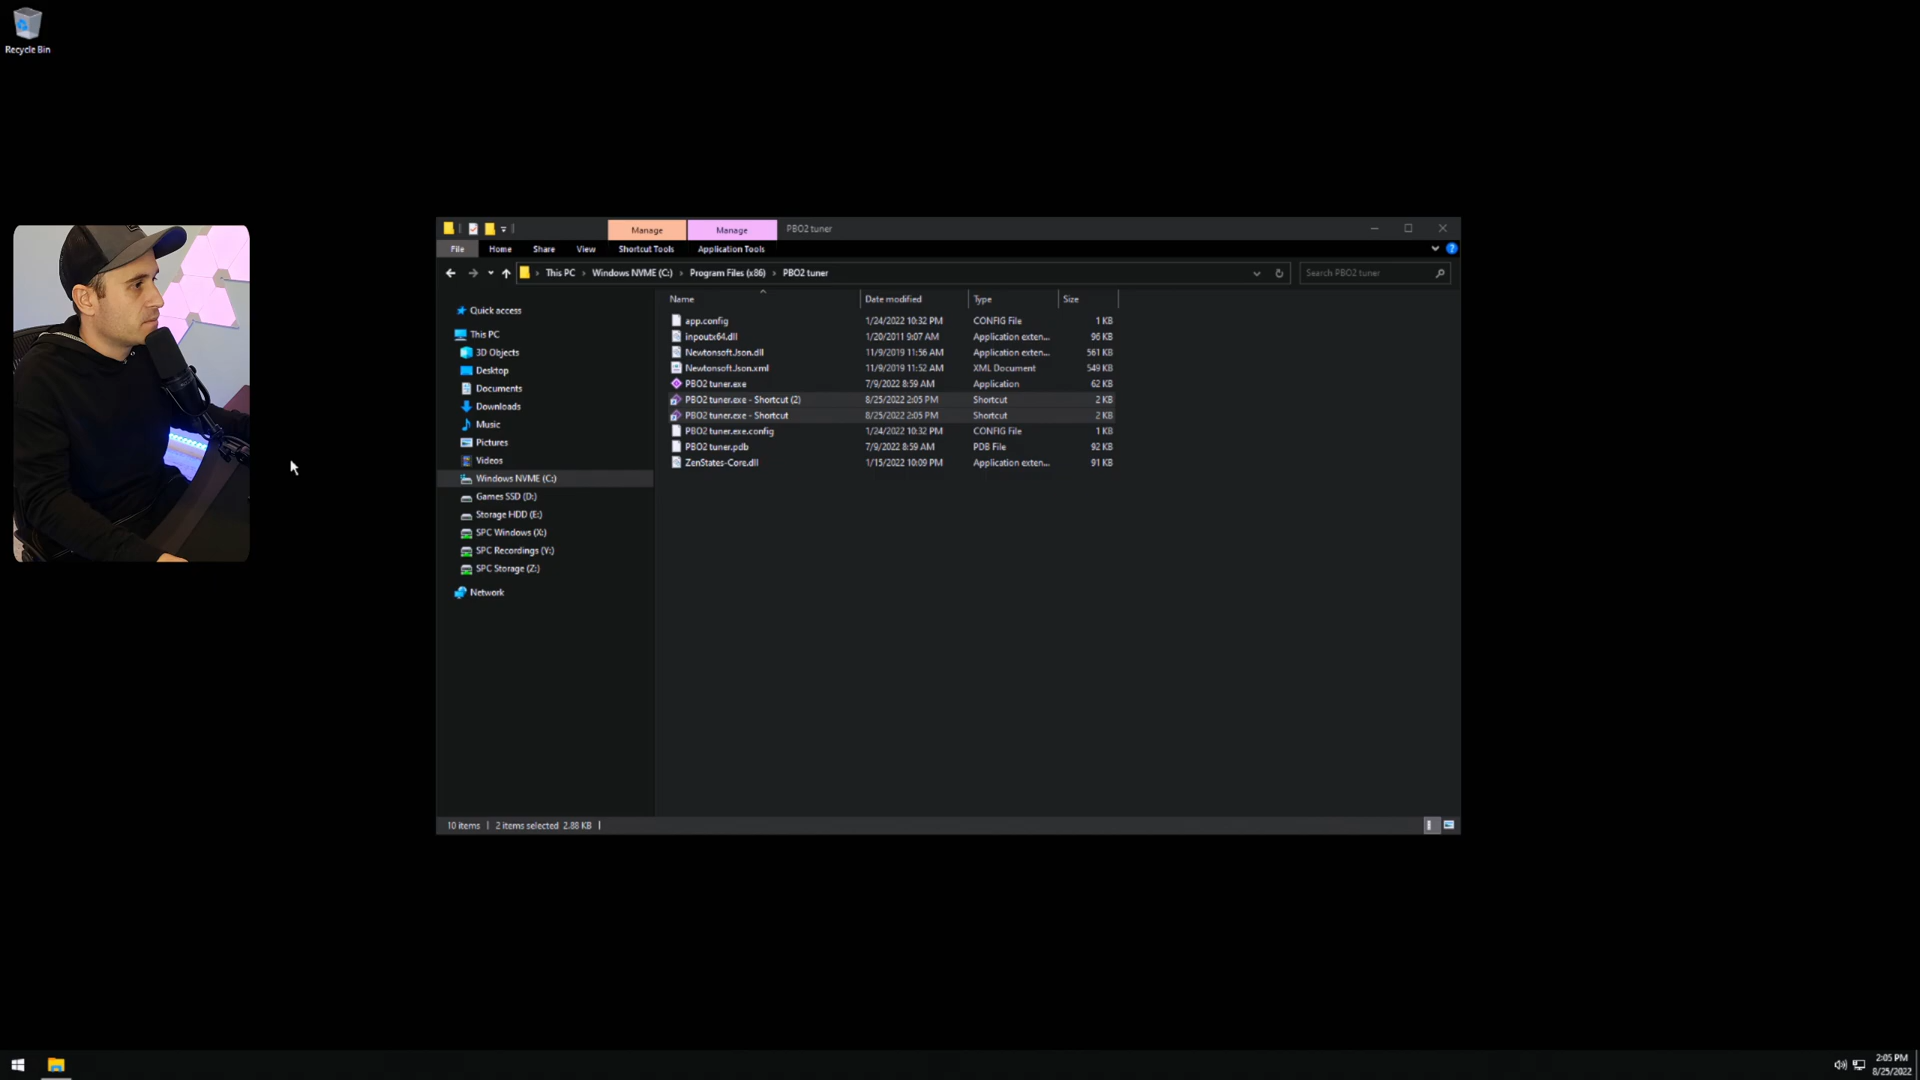 Recycle Bin
Manage
Manage
PBO2 tuner
File
Home
Share
View
Shortcut Tools
Application Tools
This PC
Windows NVME (C:)
Program Files (x86)
PBO2 tuner
Search PBO2 tuner
Name
Date modified
Type
Size
Quick access
This PC
3D Objects
Desktop
Documents
Downloads
Music
Pictures
Videos
Windows NVME (C:)
Games SSD (D:)
Storage HDD (E:)
SPC Windows (X:)
SPC Recordings (Y:)
SPC Storage (Z:)
Network
app.config 1/24/2022 10:32 PM CONFIG File 1 KB
inpoutx64.dll 1/20/2011 9:07 AM Application exten... 96 KB
Newtonsoft.Json.dll 11/9/2019 11:56 AM Application exten... 561 KB
Newtonsoft.Json.xml 11/9/2019 11:52 AM XML Document 549 KB
PBO2 tuner.exe 7/9/2022 8:59 AM Application 62 KB
PBO2 tuner.exe - Shortcut (2) 8/25/2022 2:05 PM Shortcut 2 KB
PBO2 tuner.exe - Shortcut 8/25/2022 2:05 PM Shortcut 2 KB
PBO2 tuner.exe.config 1/24/2022 10:32 PM CONFIG File 1 KB
PBO2 tuner.pdb 7/9/2022 8:59 AM PDB File 92 KB
ZenStates-Core.dll 1/15/2022 10:09 PM Application exten... 91 KB
10 items
2 items selected 2.88 KB
2:05 PM
8/25/2022